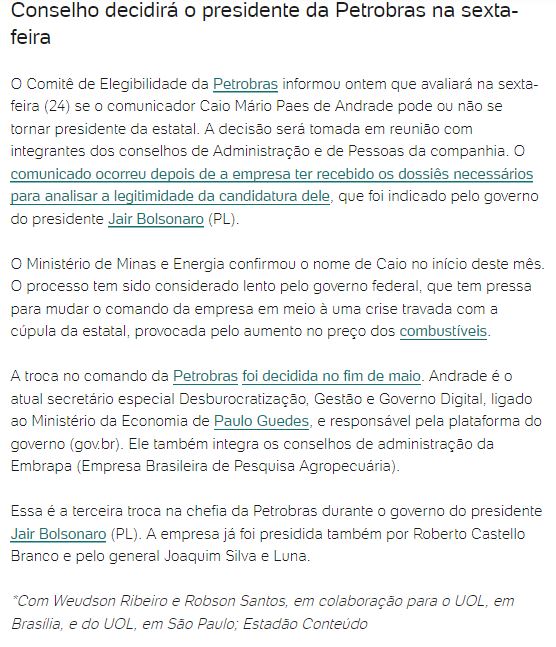 Conselho decidirá o presidente da Petrobras na sexta-
feira
O Comitê de Elegibilidade da Petrobras informou ontem que avaliará na sexta-
feira (24) se o comunicador Caio Mário Paes de Andrade pode ou não se
tornar presidente da estatal. A decisão será tomada em reunião com
integrantes dos conselhos de Administração e de Pessoas da companhia. O
comunicado ocorreu depois de a empresa ter recebido os dossiês necessários
para analisar a legitimidade da candidatura dele, que foi indicado pelo governo
do presidente Jair Bolsonaro (PL).
O Ministério de Minas e Energia confirmou o nome de Caio no início deste mês.
O processo tem sido considerado lento pelo governo federal, que tem pressa
para mudar o comando da empresa em meio à uma crise travada com a
cúpula da estatal, provocada pelo aumento no preço dos combustíveis.
A troca no comando da Petrobras foi decidida no fim de maio. Andrade é o
atual secretário especial Desburocratização, Gestão e Governo Digital, ligado
ao Ministério da Economia de Paulo Guedes, e responsável pela plataforma do
governo (gov.br). Ele também integra os conselhos de administração da
Embrapa (Empresa Brasileira de Pesquisa Agropecuária).
Essa é a terceira troca na chefia da Petrobras durante o governo do presidente
Jair Bolsonaro (PL). A empresa já foi presidida também por Roberto Castello
Branco e pelo general Joaquim Silva e Luna.
*Com Weudson Ribeiro e Robson Santos, em colaboração para o UOL, em
Brasília, e do UOL, em São Paulo; Estadão Conteúdo